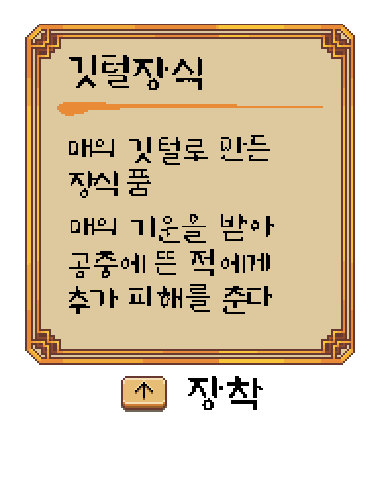 깃털장식
매의 깃털로 만든
장식품
매의 기운을 받아
공중에 뜬 적에게
추가 피해를 준다
↑ 장착